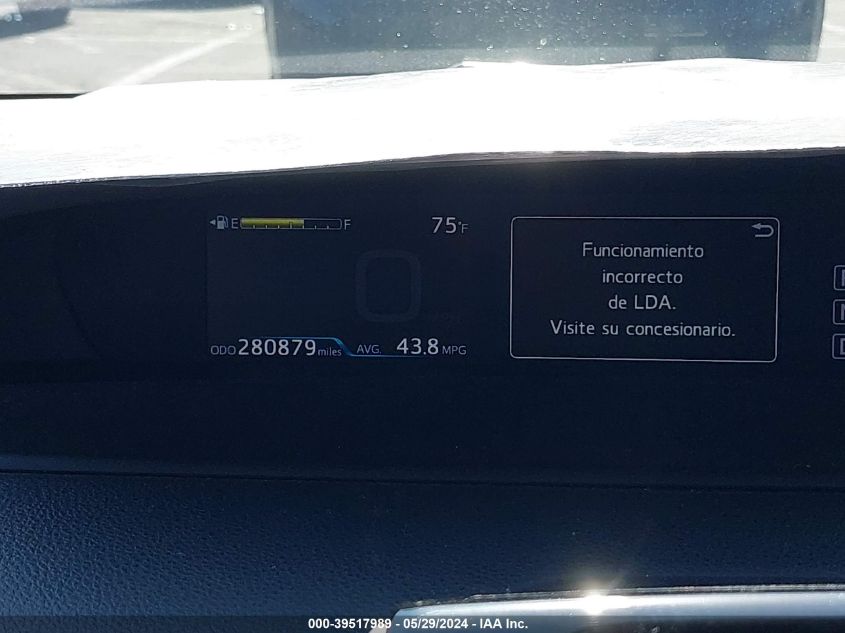 E F 75°F
Funcionamiento
incorrecto
de LDA.
Visite su concesionario.
0
ODO 280879 miles AVG. 43.8 MPG
000-39517989 - 05/29/2024 - IAA Inc.